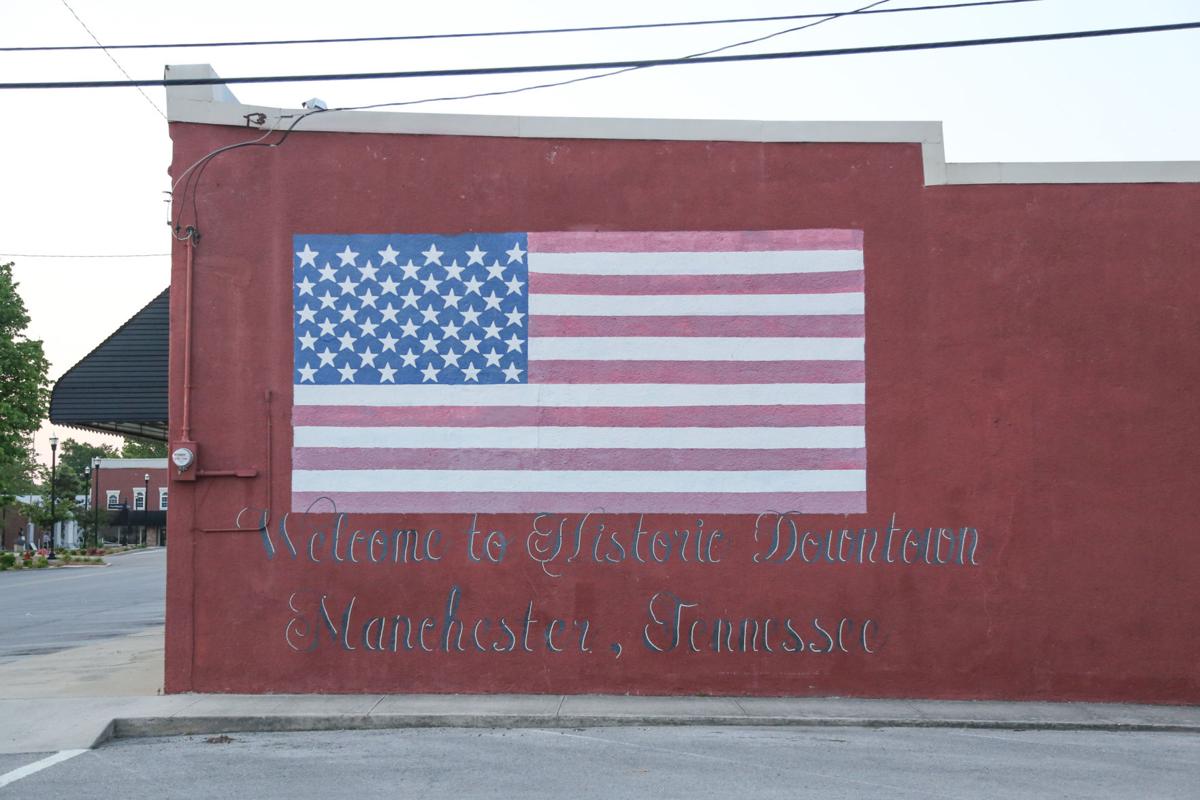 Welcome to Historic Downtown
Manchester, Tennessee